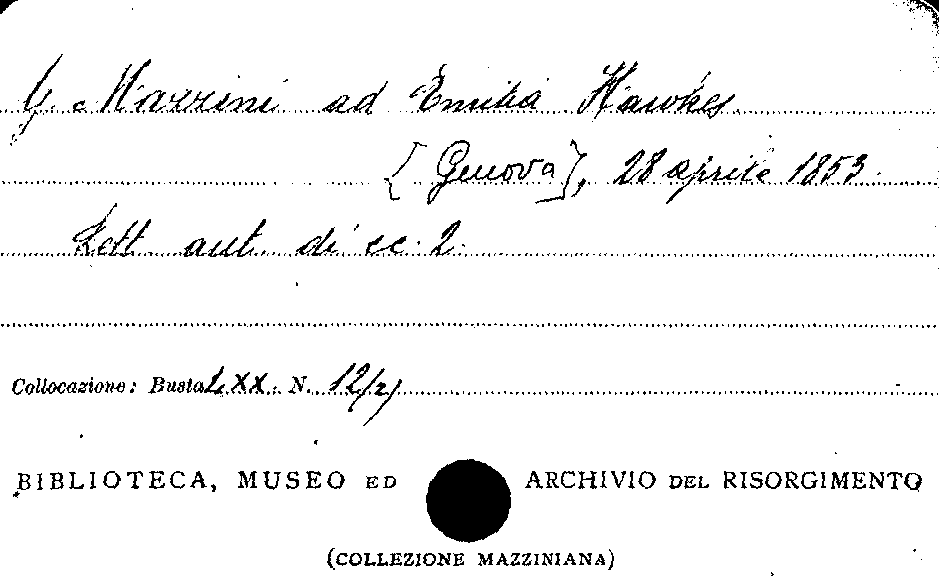 G. Mazzini ad Emilia Hawkes
[Genova], 28 aprile 1853.
Lett. aut. di cc. 2.
Collocazione: Busta LXX. N. 12/2/
BIBLIOTECA, MUSEO ED ARCHIVIO DEL RISORGIMENTO
(COLLEZIONE MAZZINIANA)